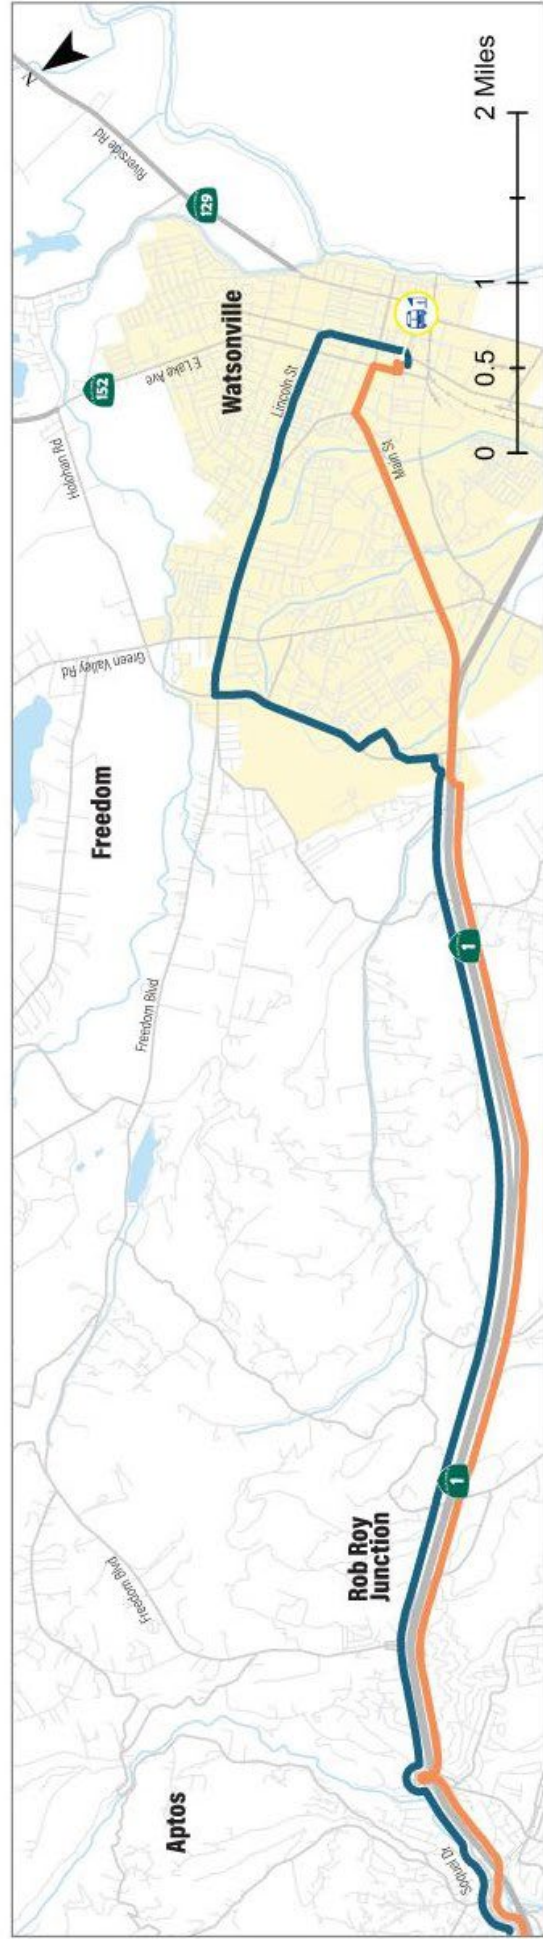 Aptos
Soquel Dr
Freedom Blvd
Rob Roy
Junction
1
Freedom Blvd
1
Freedom
Green Valley Rd
Holohan Rd
152
E Lake Ave
Watsonville
Lincoln St
Main St
129
Riverside Rd
N
0 0.5 1 2 Miles